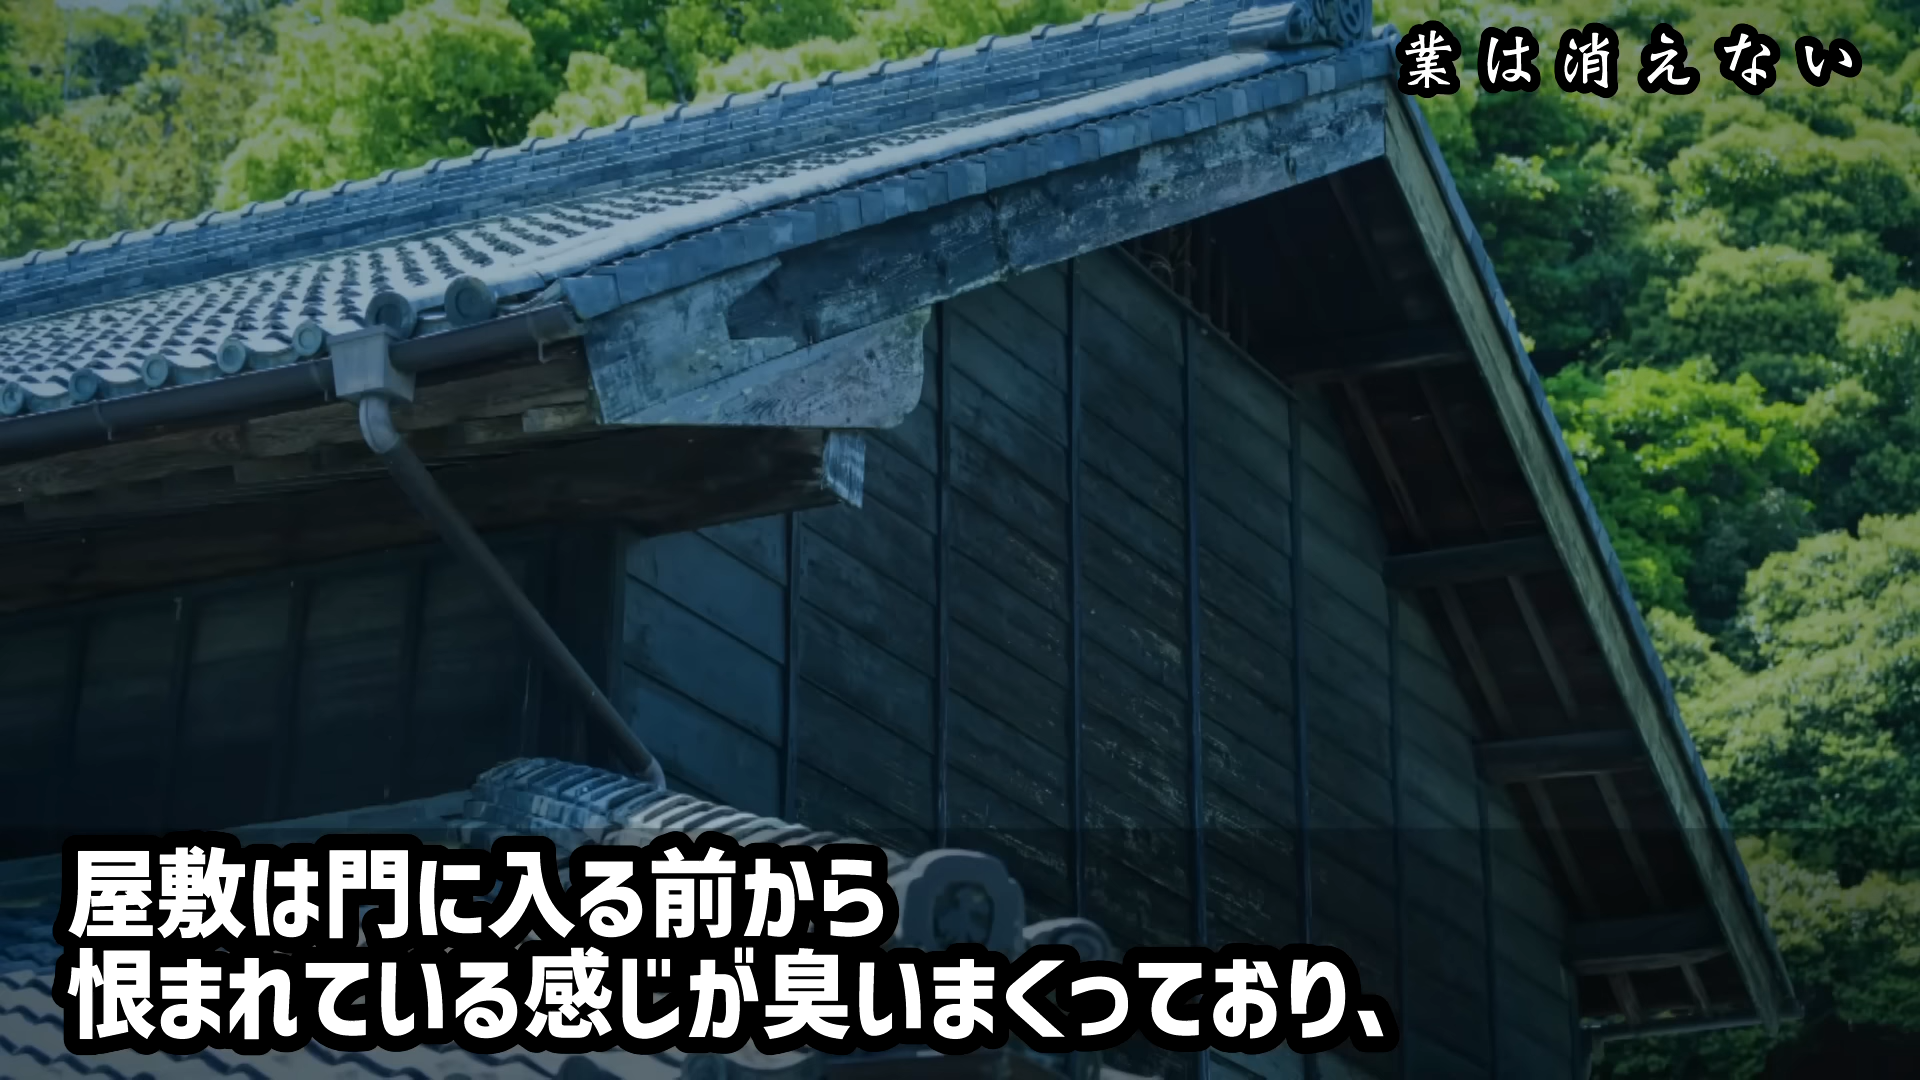 業は消えない
屋敷は門に入る前から
恨まれている感じが臭いまくっており、